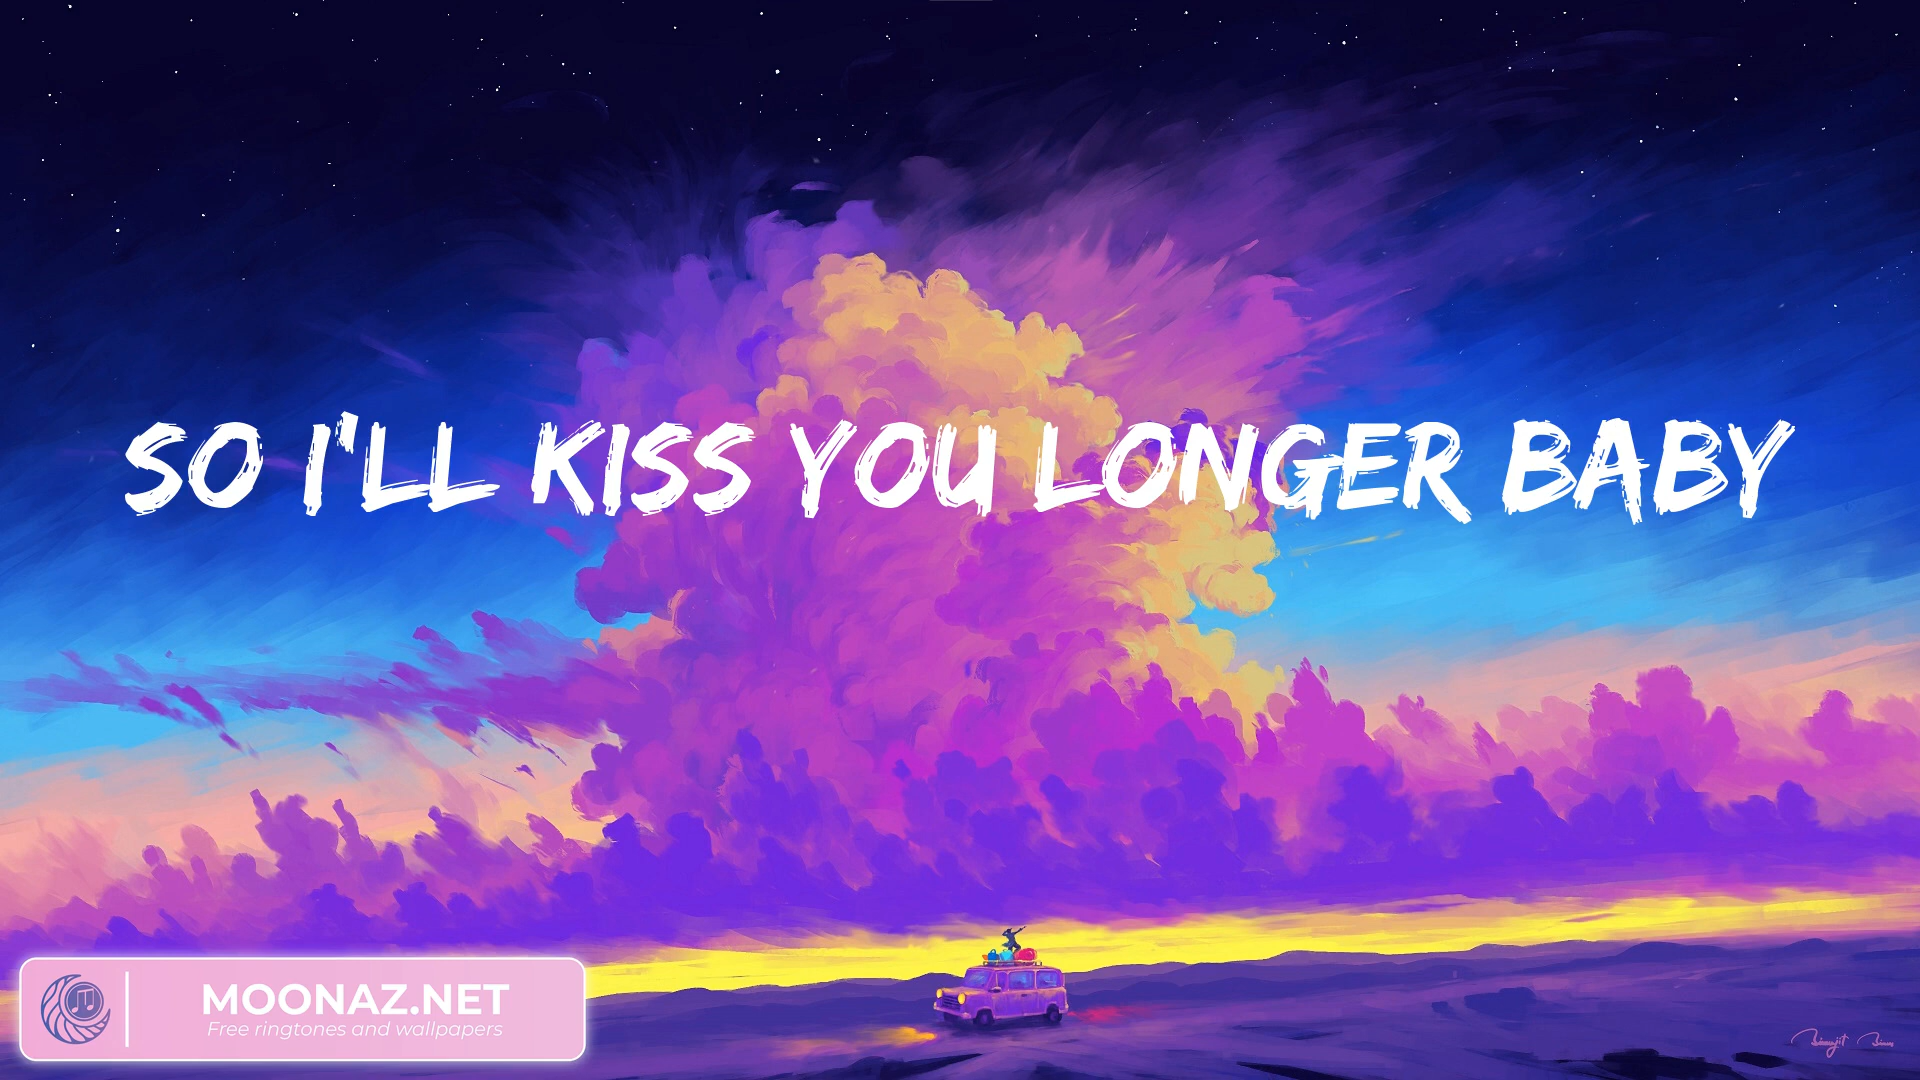 SO I'LL KISS YOU LONGER BABY
MOONAZ.NET
Free ringtones and wallpapers